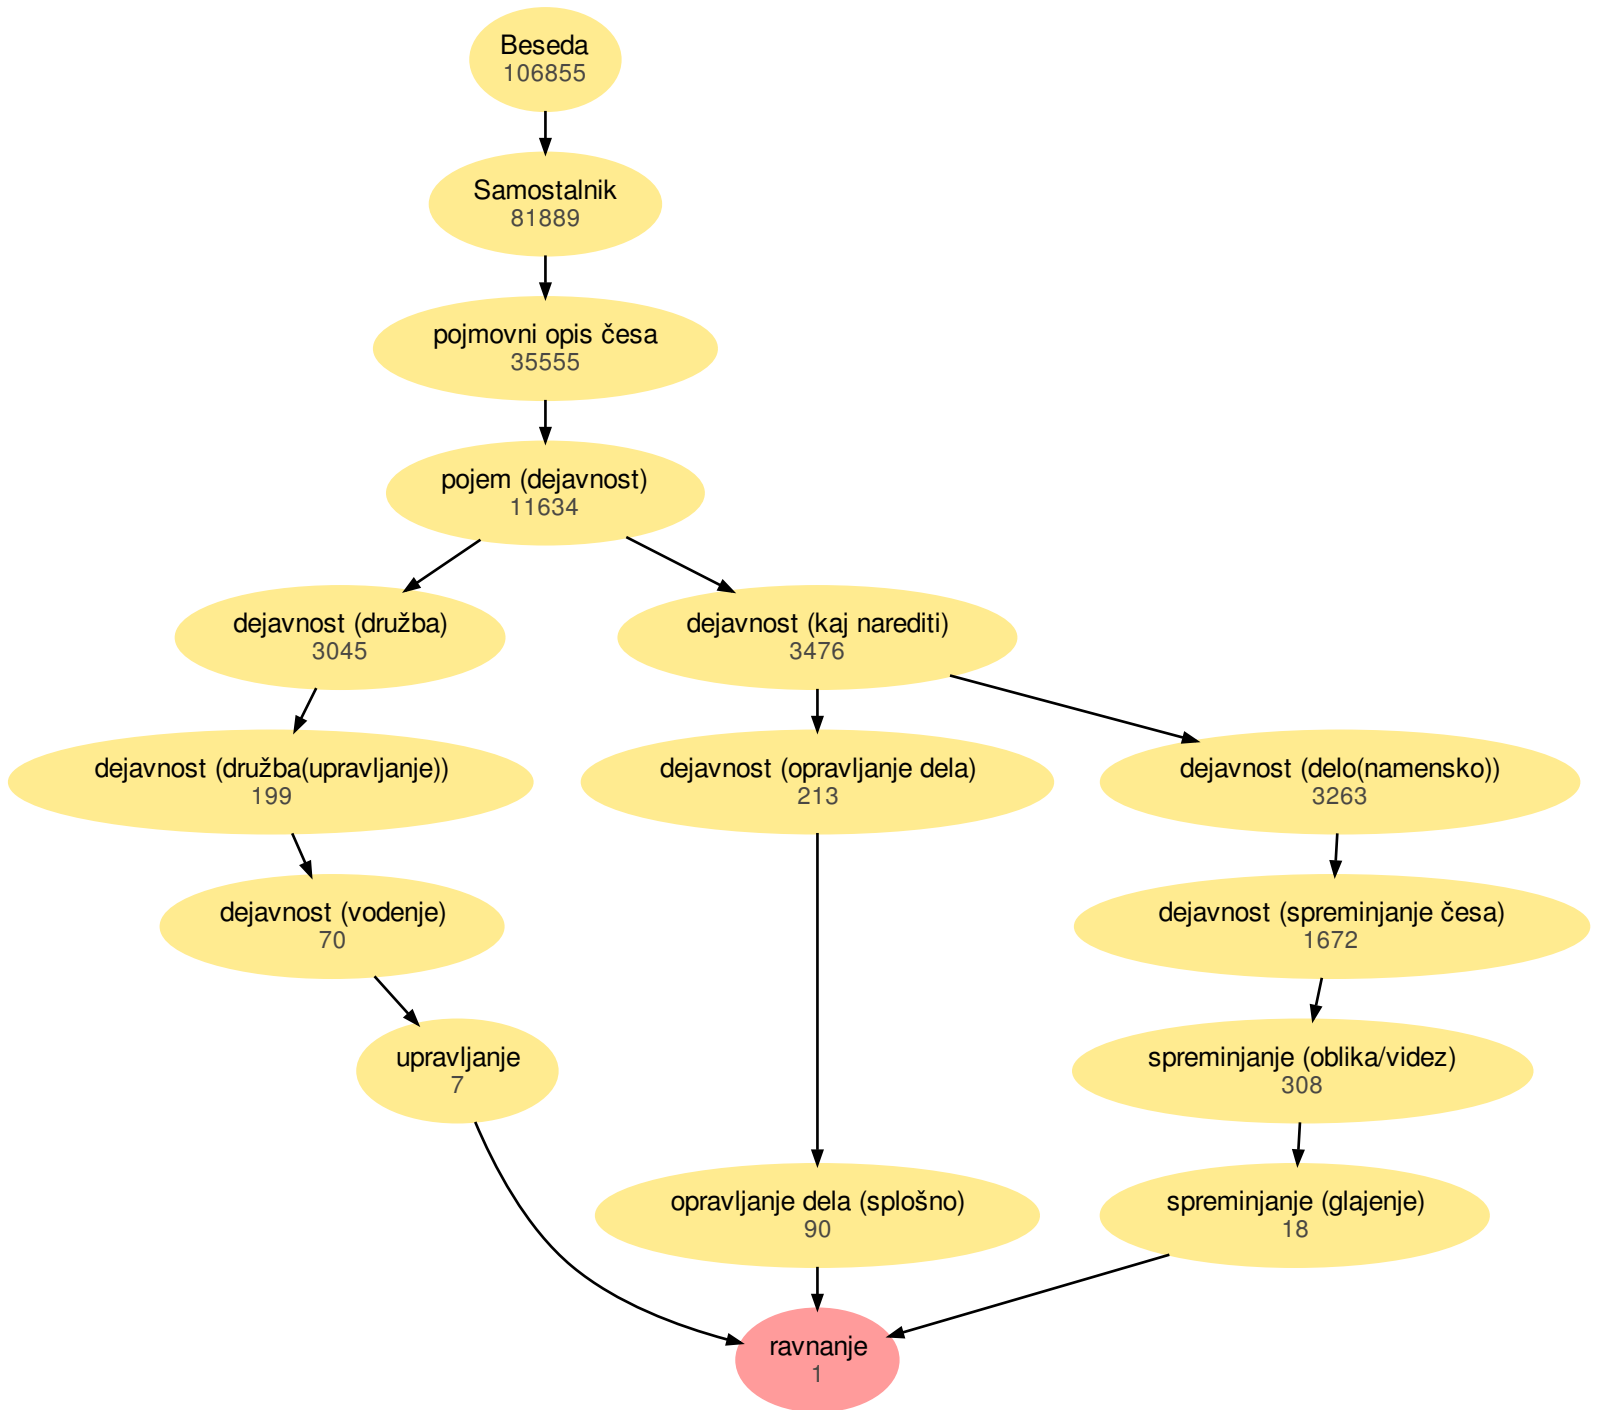 Beseda
106855
Samostalnik
81889
pojmovni opis česa
35555
pojem (dejavnost)
11634
dejavnost (družba)
3045
dejavnost (kaj narediti)
3476
dejavnost (družba(upravljanje))
199
dejavnost (opravljanje dela)
213
dejavnost (delo(namensko))
3263
dejavnost (vodenje)
70
dejavnost (spreminjanje česa)
1672
upravljanje
7
spreminjanje (oblika/videz)
308
opravljanje dela (splošno)
90
spreminjanje (glajenje)
18
ravnanje
1